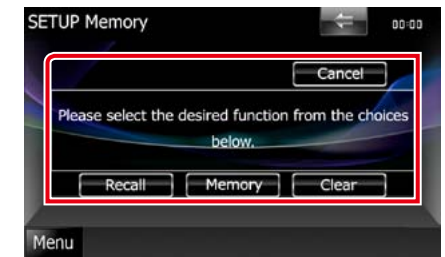 SETUP Memory
00:00
Cancel
Please select the desired function from the choices
below.
Recall Memory Clear
Menu